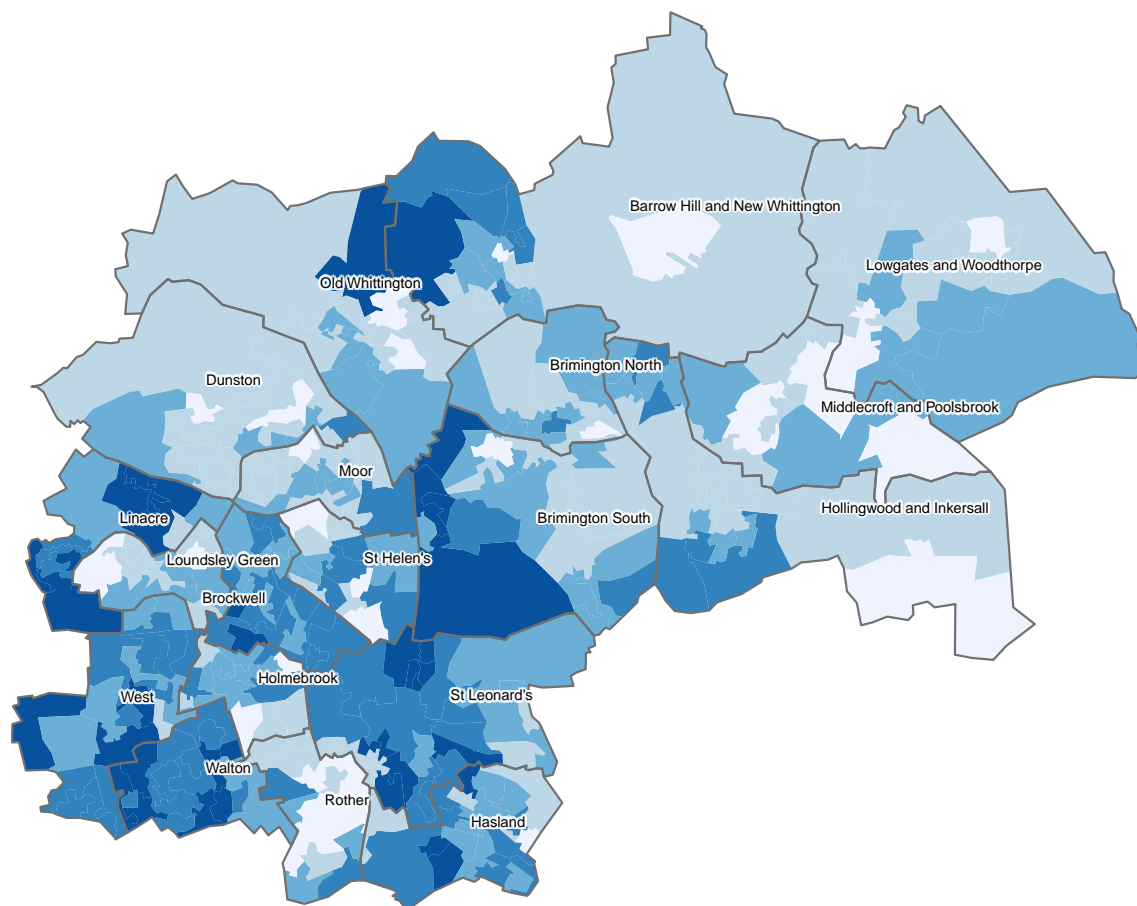 Barrow Hill and New Whittington
Lowgates and Woodthorpe
Old Whittington
Brimington North
Dunston
Middlecroft and Poolsbrook
Moor
Hollingwood and Inkersall
Linacre
Brimington South
Loundsley Green
St Helen's
Brockwell
Holmebrook
West
St Leonard's
Walton
Rother
Hasland